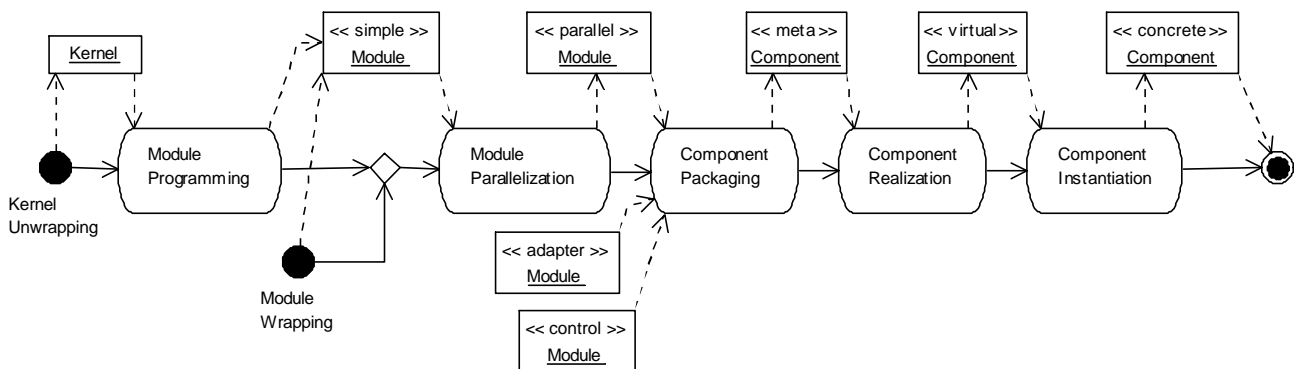 Kernel
<< simple >>
Module
<< parallel >>
Module
<< meta >>
Component
<< virtual >>
Component
<< concrete >>
Component
Module
Programming
Module
Parallelization
Component
Packaging
Component
Realization
Component
Instantiation
Kernel
Unwrapping
Module
Wrapping
<< adapter >>
Module
<< control >>
Module